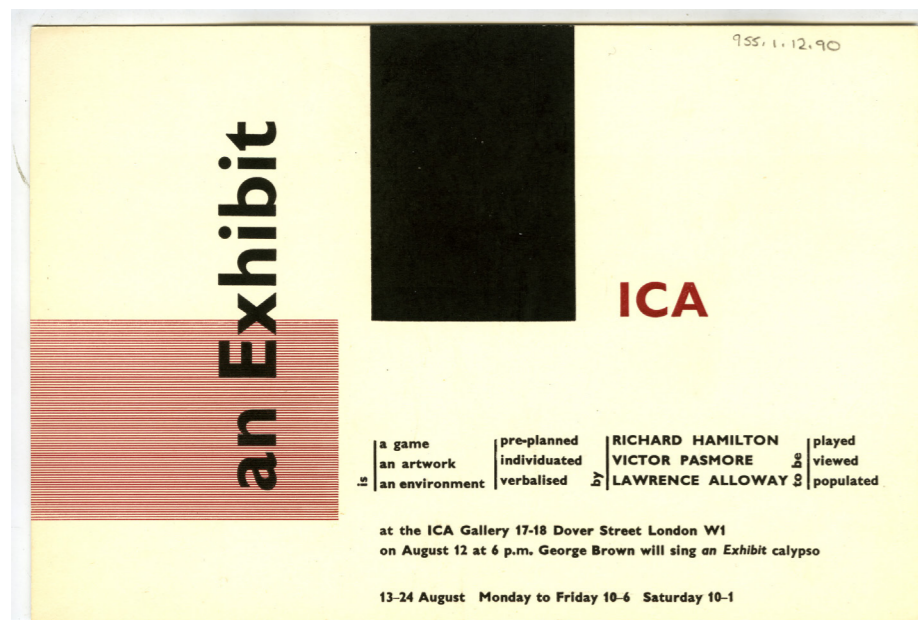 955.1.12.90
an Exhibit
ICA
is
a game
an artwork
an environment
pre-planned
individuated
verbalised
by
RICHARD HAMILTON
VICTOR PASMORE
LAWRENCE ALLOWAY
to be
played
viewed
populated
at the ICA Gallery 17-18 Dover Street London W1
on August 12 at 6 p.m. George Brown will sing an Exhibit calypso
13–24 August Monday to Friday 10–6 Saturday 10–1